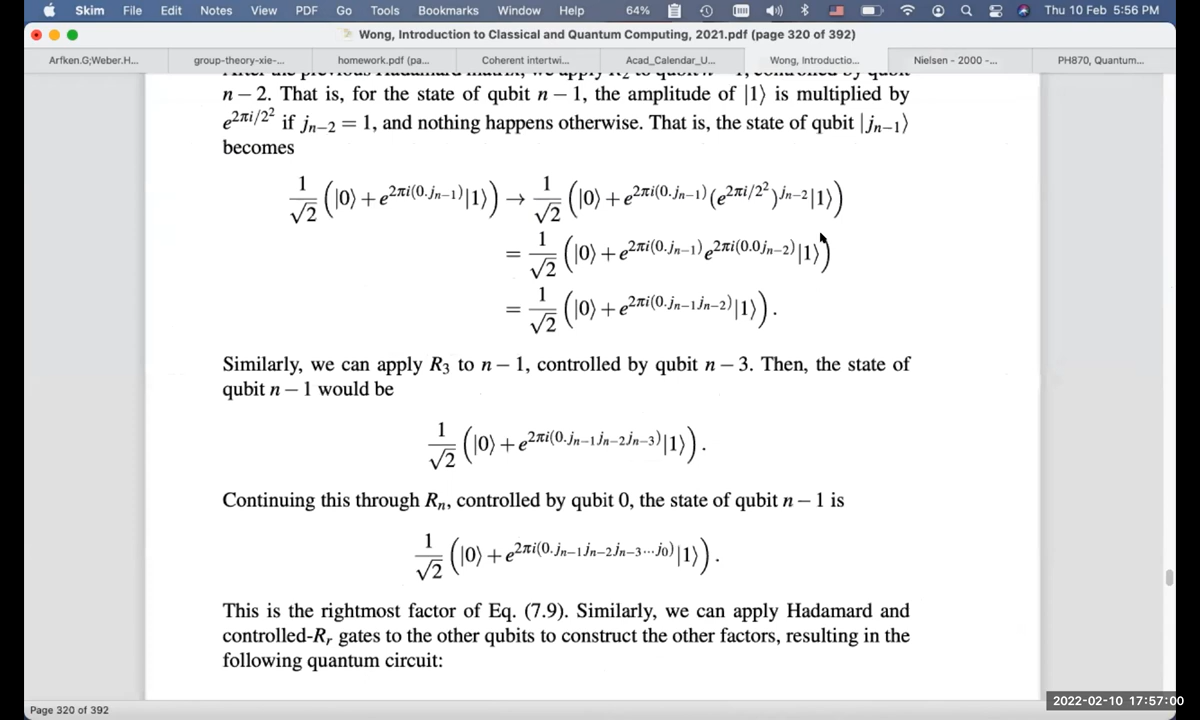 Skim File Edit Notes View PDF Go Tools Bookmarks Window Help 64% Thu 10 Feb 5:56 PM
Wong, Introduction to Classical and Quantum Computing, 2021.pdf (page 320 of 392)
Arfken.G;Weber.H... group-theory-xie-... homework.pdf (pa... Coherent intertwi... Acad_Calendar_U... Wong, Introductio... Nielsen - 2000 -... PH870, Quantum...
n − 2. That is, for the state of qubit n − 1, the amplitude of |1⟩ is multiplied by
e^{2πi/2^2} if j_{n−2} = 1, and nothing happens otherwise. That is, the state of qubit |j_{n−1}⟩
becomes
1/√2 (|0⟩ + e^{2πi(0.j_{n−1})}|1⟩) → 1/√2 (|0⟩ + e^{2πi(0.j_{n−1})}(e^{2πi/2^2})^{j_{n−2}}|1⟩)
= 1/√2 (|0⟩ + e^{2πi(0.j_{n−1})}e^{2πi(0.0j_{n−2})}|1⟩)
= 1/√2 (|0⟩ + e^{2πi(0.j_{n−1}j_{n−2})}|1⟩).
Similarly, we can apply R_3 to n − 1, controlled by qubit n − 3. Then, the state of
qubit n − 1 would be
1/√2 (|0⟩ + e^{2πi(0.j_{n−1}j_{n−2}j_{n−3})}|1⟩).
Continuing this through R_n, controlled by qubit 0, the state of qubit n − 1 is
1/√2 (|0⟩ + e^{2πi(0.j_{n−1}j_{n−2}j_{n−3}···j_0)}|1⟩).
This is the rightmost factor of Eq. (7.9). Similarly, we can apply Hadamard and
controlled-R_r gates to the other qubits to construct the other factors, resulting in the
following quantum circuit:
Page 320 of 392
2022-02-10 17:57:00